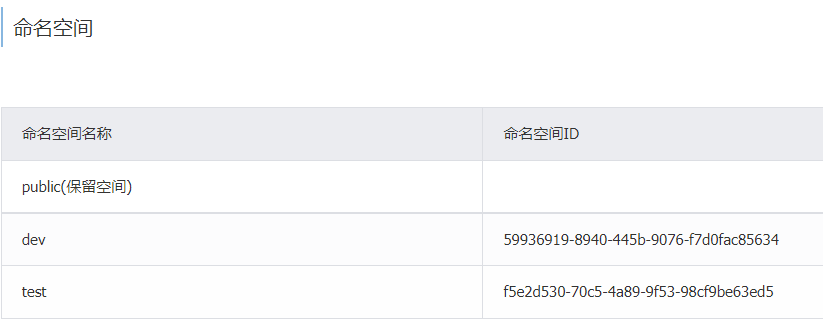 命名空间
命名空间名称 命名空间ID
public(保留空间)
dev 59936919-8940-445b-9076-f7d0fac85634
test f5e2d530-70c5-4a89-9f53-98cf9be63ed5